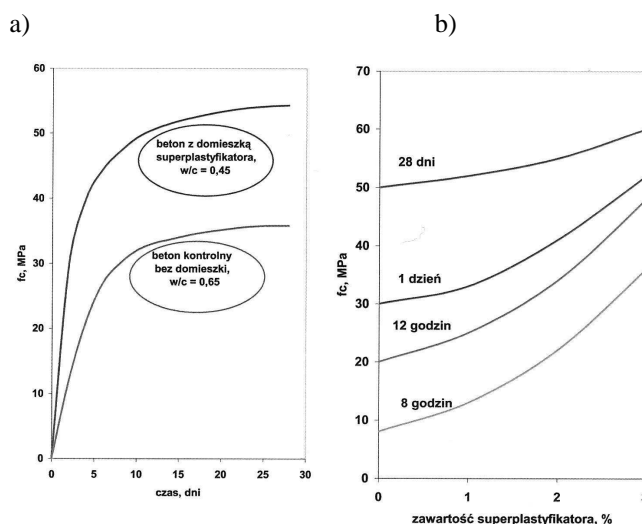 a)
b)
60
50
40
30
20
10
0
fc, MPa
beton z domieszką
superplastyfikatora,
w/c = 0,45
beton kontrolny
bez domieszki,
w/c = 0,65
0 5 10 15 20 25 30
czas, dni
70
60
50
40
30
20
10
0
fc, MPa
28 dni
1 dzień
12 godzin
8 godzin
0 1 2
zawartość superplastyfikatora, %